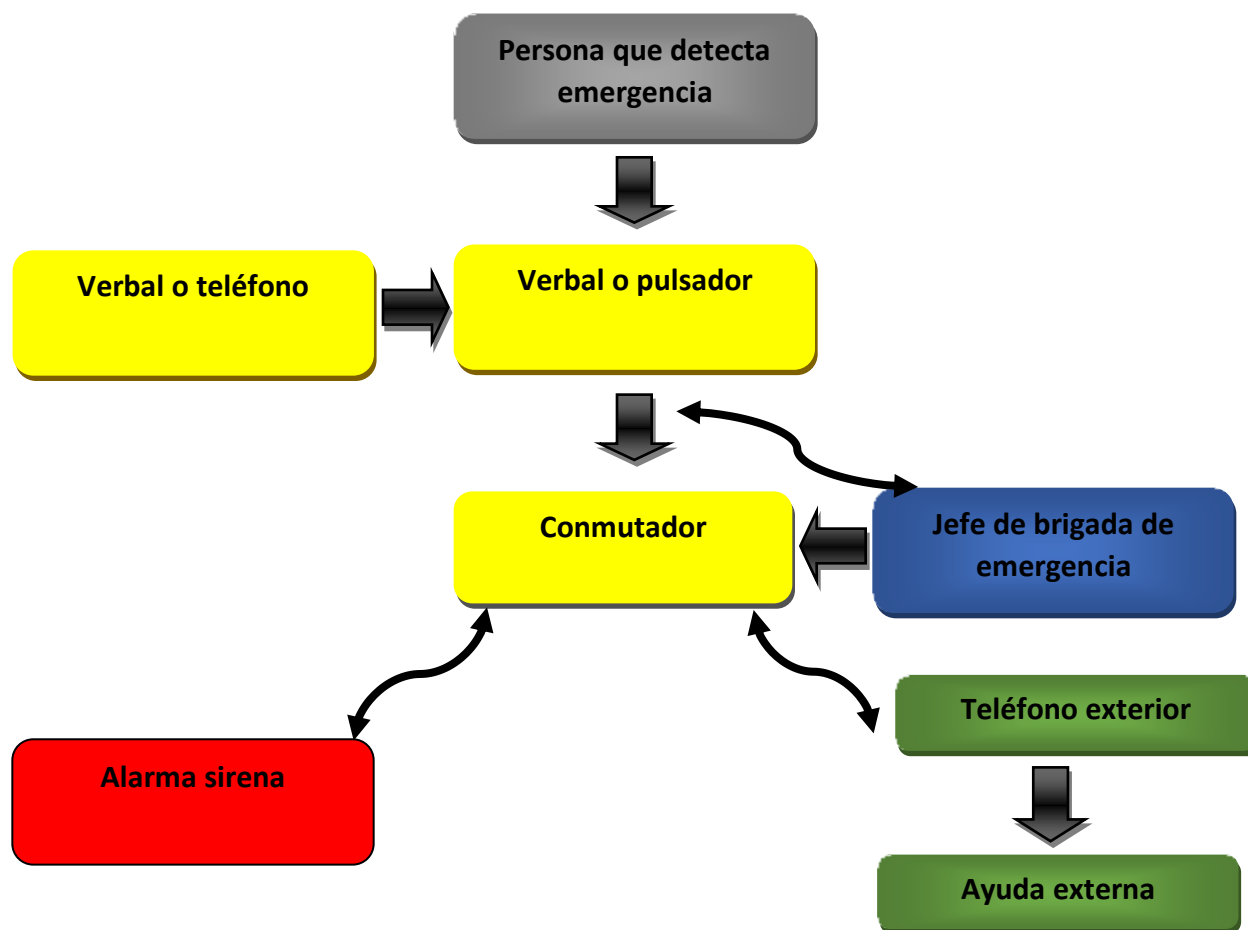 Persona que detecta
emergencia
Verbal o teléfono
Verbal o pulsador
Conmutador
Jefe de brigada de
emergencia
Teléfono exterior
Alarma sirena
Ayuda externa